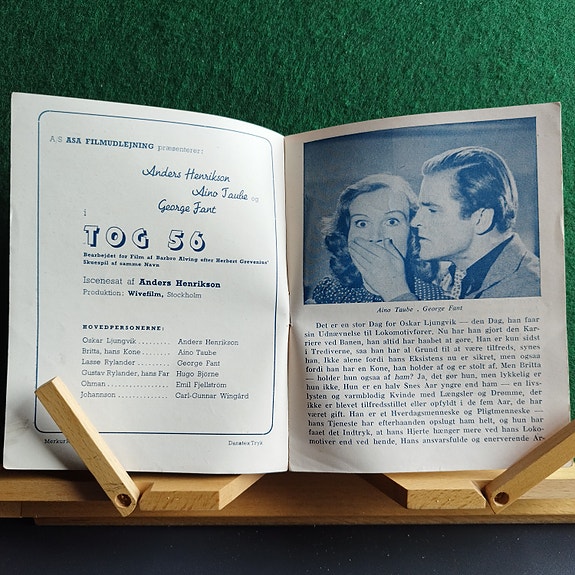 A/S ASA FILMUDLEJNING præsenterer:
Anders Henrikson
Aino Taube og
George Fant
i
TOG 56
Bearbejdet for Film af Barbro Alving efter Herbert Grevenius'
Skuespil af samme Navn
Iscenesat af Anders Henrikson
Produktion: Wivefilm, Stockholm
HOVEDPERSONERNE:
Oskar Ljungvik .......... Anders Henrikson
Britta, hans Kone ........ Aino Taube
Lasse Rylander .......... George Fant
Gustav Rylander, hans Far Hugo Björne
Öhman .................. Emil Fjellström
Johannson .............. Carl-Gunnar Wingård
Merkur
Danatex Tryk
Aino Taube . George Fant
Det er en stor Dag for Oskar Ljungvik — den Dag, han faar
sin Udnævnelse til Lokomotivfører. Nu har han gjort den Kar-
riere ved Banen, han altid har haabet at gøre. Han er kun sidst
i Trediverne, saa han har al Grund til at være tilfreds, synes
han. Ikke alene fordi hans Eksistens nu er sikret, men ogsaa
fordi han har en Kone, han holder af og er stolt af. Men Britta
— holder hun ogsaa af ham? Ja, det gør hun, men lykkelig er
hun ikke. Hun er en halv Snes Aar yngre end ham — en livs-
lysten og varmblodig Kvinde med Længsler og Drømme, der
ikke er blevet tilfredsstillet eller opfyldt i de fem Aar, de har
været gift. Han er et Hverdagsmenneske og Pligtmenneske —
hans Tjeneste har efterhaanden opslugt ham helt, og hun har
faaet det Indtryk, at hans Hjerte hænger mere ved hans Loko-
motiver end ved hende. Hans ansvarsfulde og enerverende Ar-